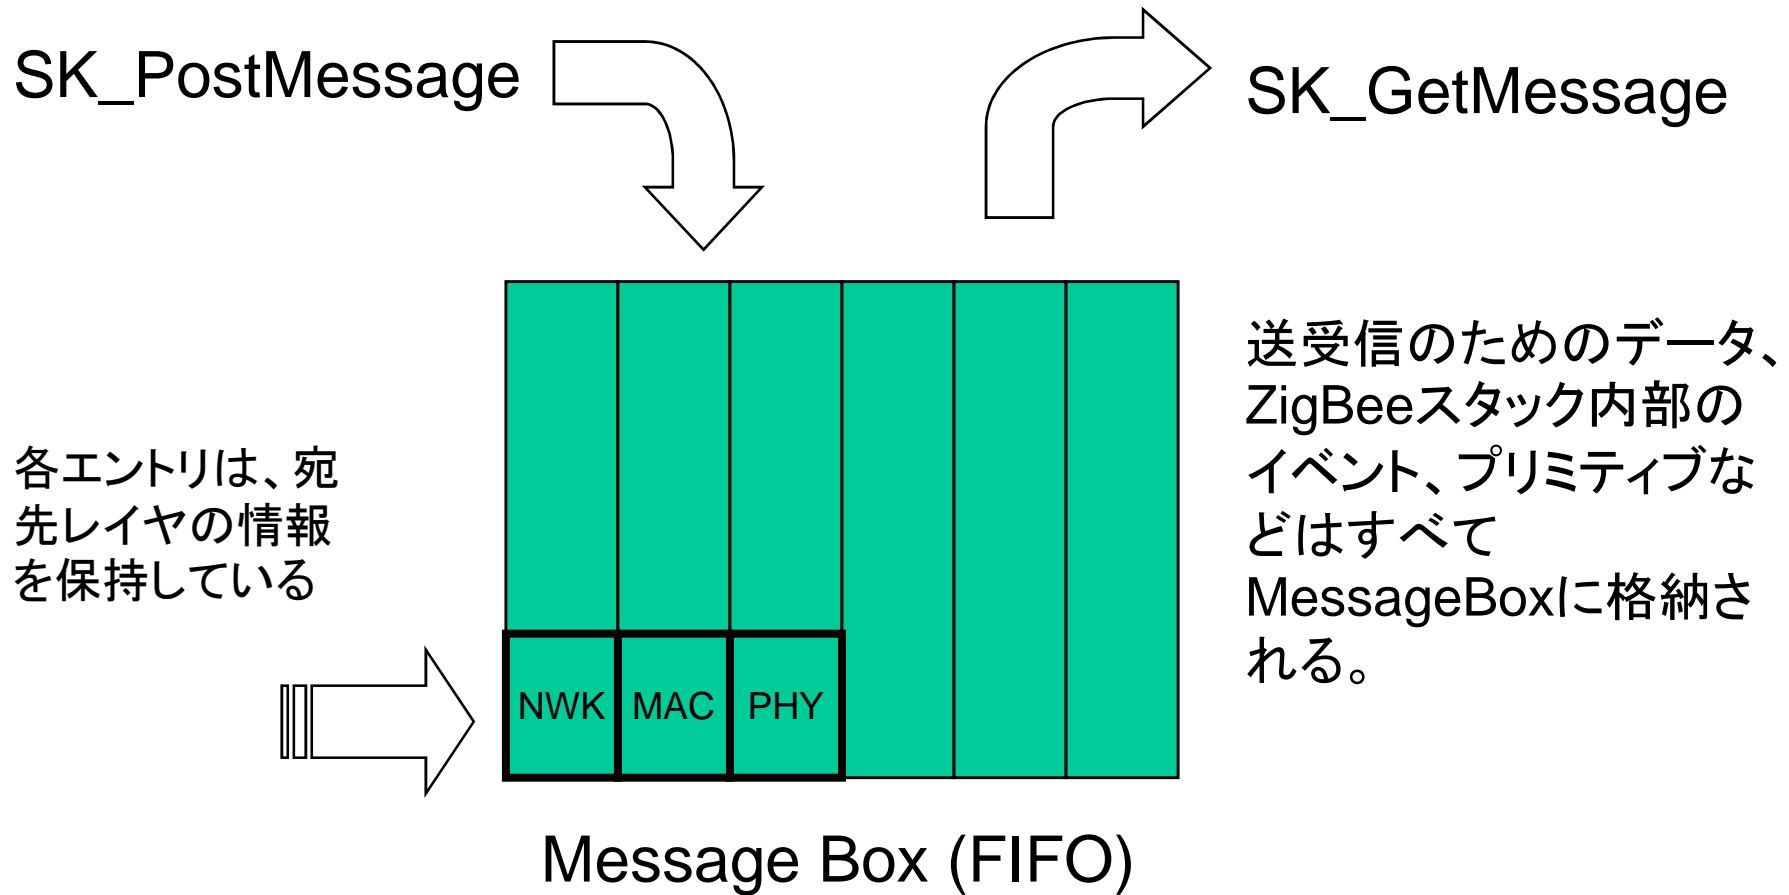 SK_PostMessage
SK_GetMessage
送受信のためのデータ、
ZigBeeスタック内部の
イベント、プリミティブな
どはすべて
MessageBoxに格納さ
れる。
各エントリは、宛
先レイヤの情報
を保持している
NWK
MAC
PHY
Message Box (FIFO)